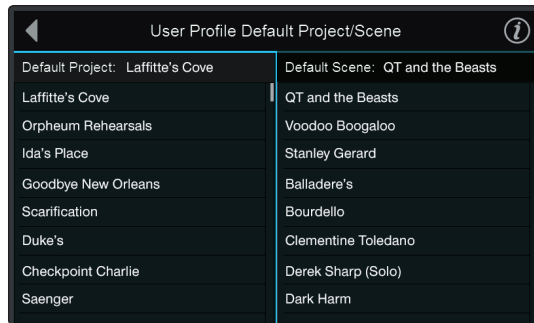 User Profile Default Project/Scene
i
Default Project: Laffitte's Cove
Default Scene: QT and the Beasts
Laffitte's Cove
Orpheum Rehearsals
Ida's Place
Goodbye New Orleans
Scarification
Duke's
Checkpoint Charlie
Saenger
QT and the Beasts
Voodoo Boogaloo
Stanley Gerard
Balladere's
Bourdello
Clementine Toledano
Derek Sharp (Solo)
Dark Harm